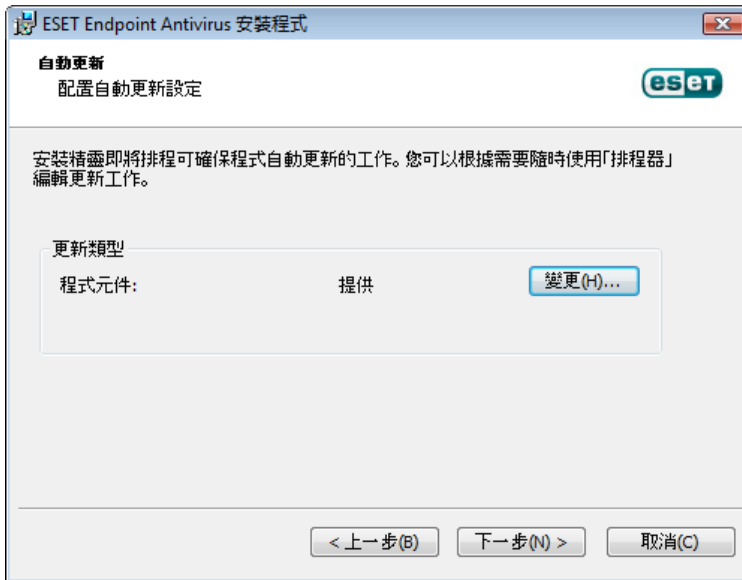 ESET Endpoint Antivirus 安裝程式
自動更新
配置自動更新設定
eset
安裝精靈即將排程可確保程式自動更新的工作。您可以根據需要隨時使用「排程器」
編輯更新工作。
更新類型
程式元件: 提供 變更(H)...
< 上一步(B) 下一步(N) > 取消(C)